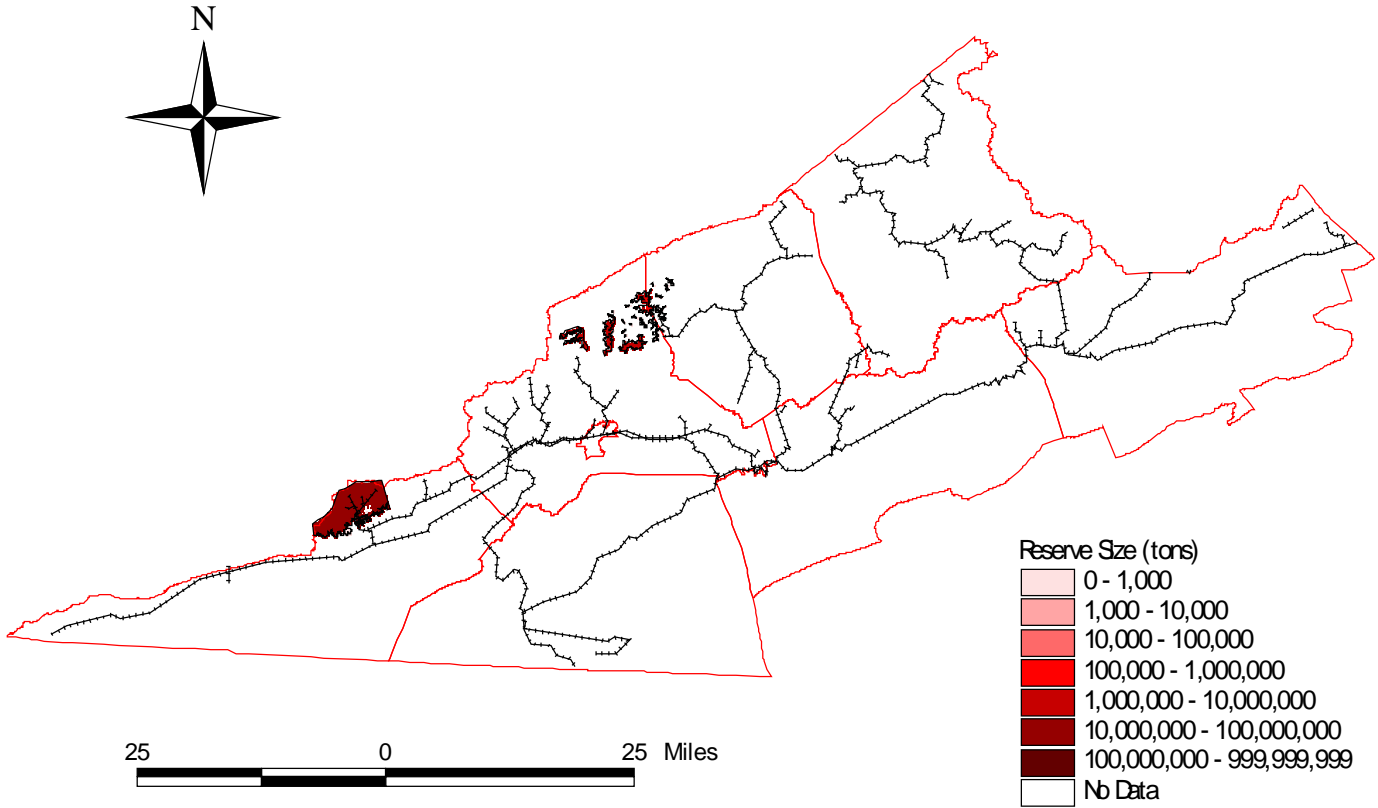 N
Reserve Size (tons)
0 - 1,000
1,000 - 10,000
10,000 - 100,000
100,000 - 1,000,000
1,000,000 - 10,000,000
10,000,000 - 100,000,000
100,000,000 - 999,999,999
No Data
25 0 25 Miles